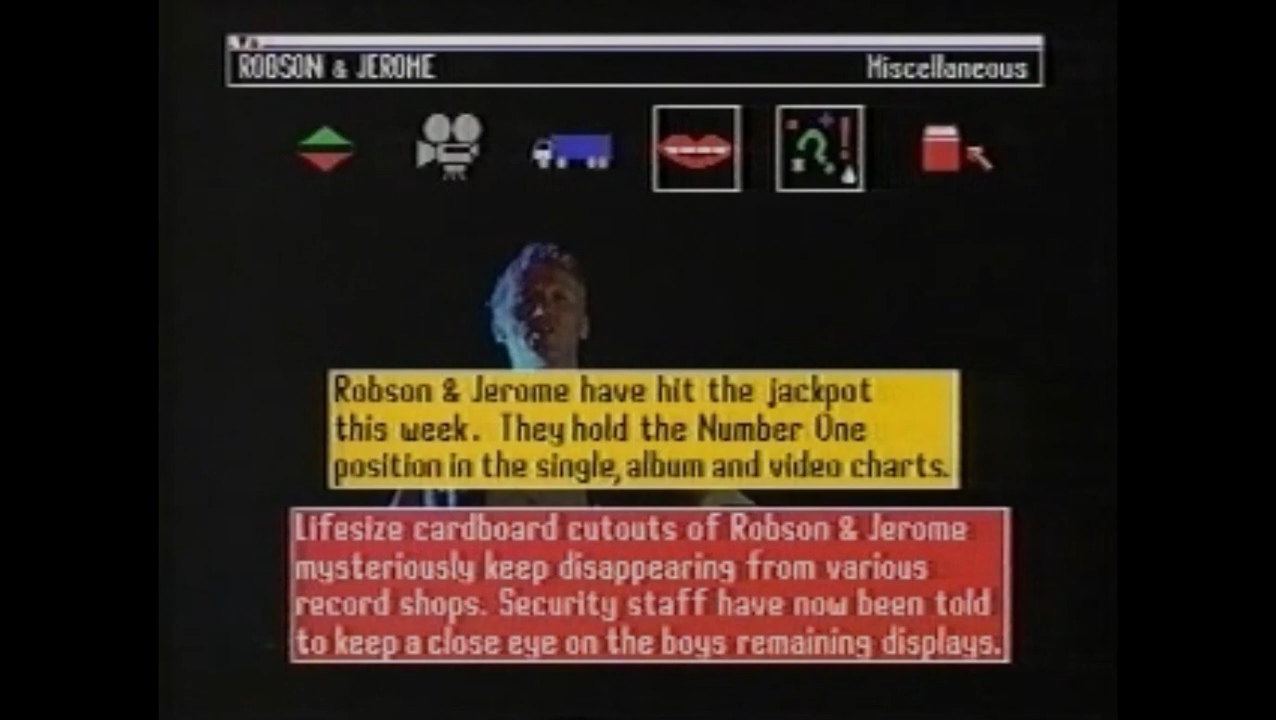 ROBSON & JEROME
Miscellaneous
Robson & Jerome have hit the jackpot
this week. They hold the Number One
position in the single, album and video charts.
Lifesize cardboard cutouts of Robson & Jerome
mysteriously keep disappearing from various
record shops. Security staff have now been told
to keep a close eye on the boys remaining displays.